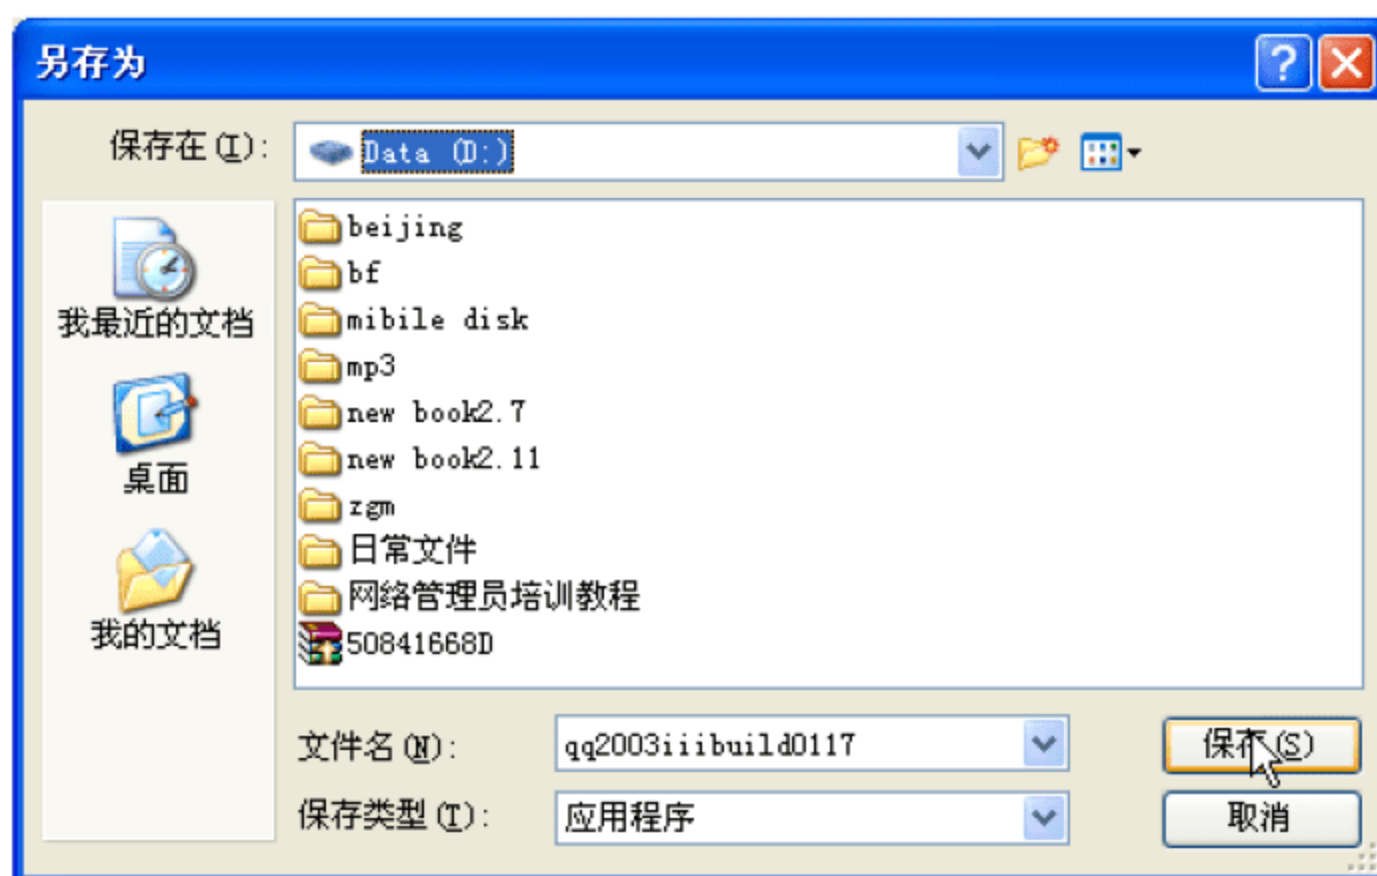 另存为
保存在(I):
Data (D:)
我最近的文档
桌面
我的文档
beijing
bf
mibile disk
mp3
new book2.7
new book2.11
zgm
日常文件
网络管理员培训教程
50841668D
文件名(N):
qq2003iiibuild0117
保存(S)
保存类型(T):
应用程序
取消